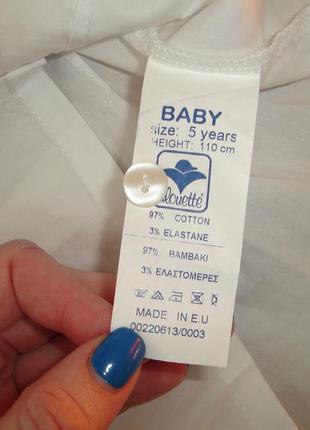 BABY
size: 5 years
HEIGHT: 110 cm
97% COTTON
3% ELASTANE
97% ΒΑΜΒΑΚΙ
3% ΕΛΑΣΤΟΜΕΡΕΣ
MADE IN E.U
00220613/0003